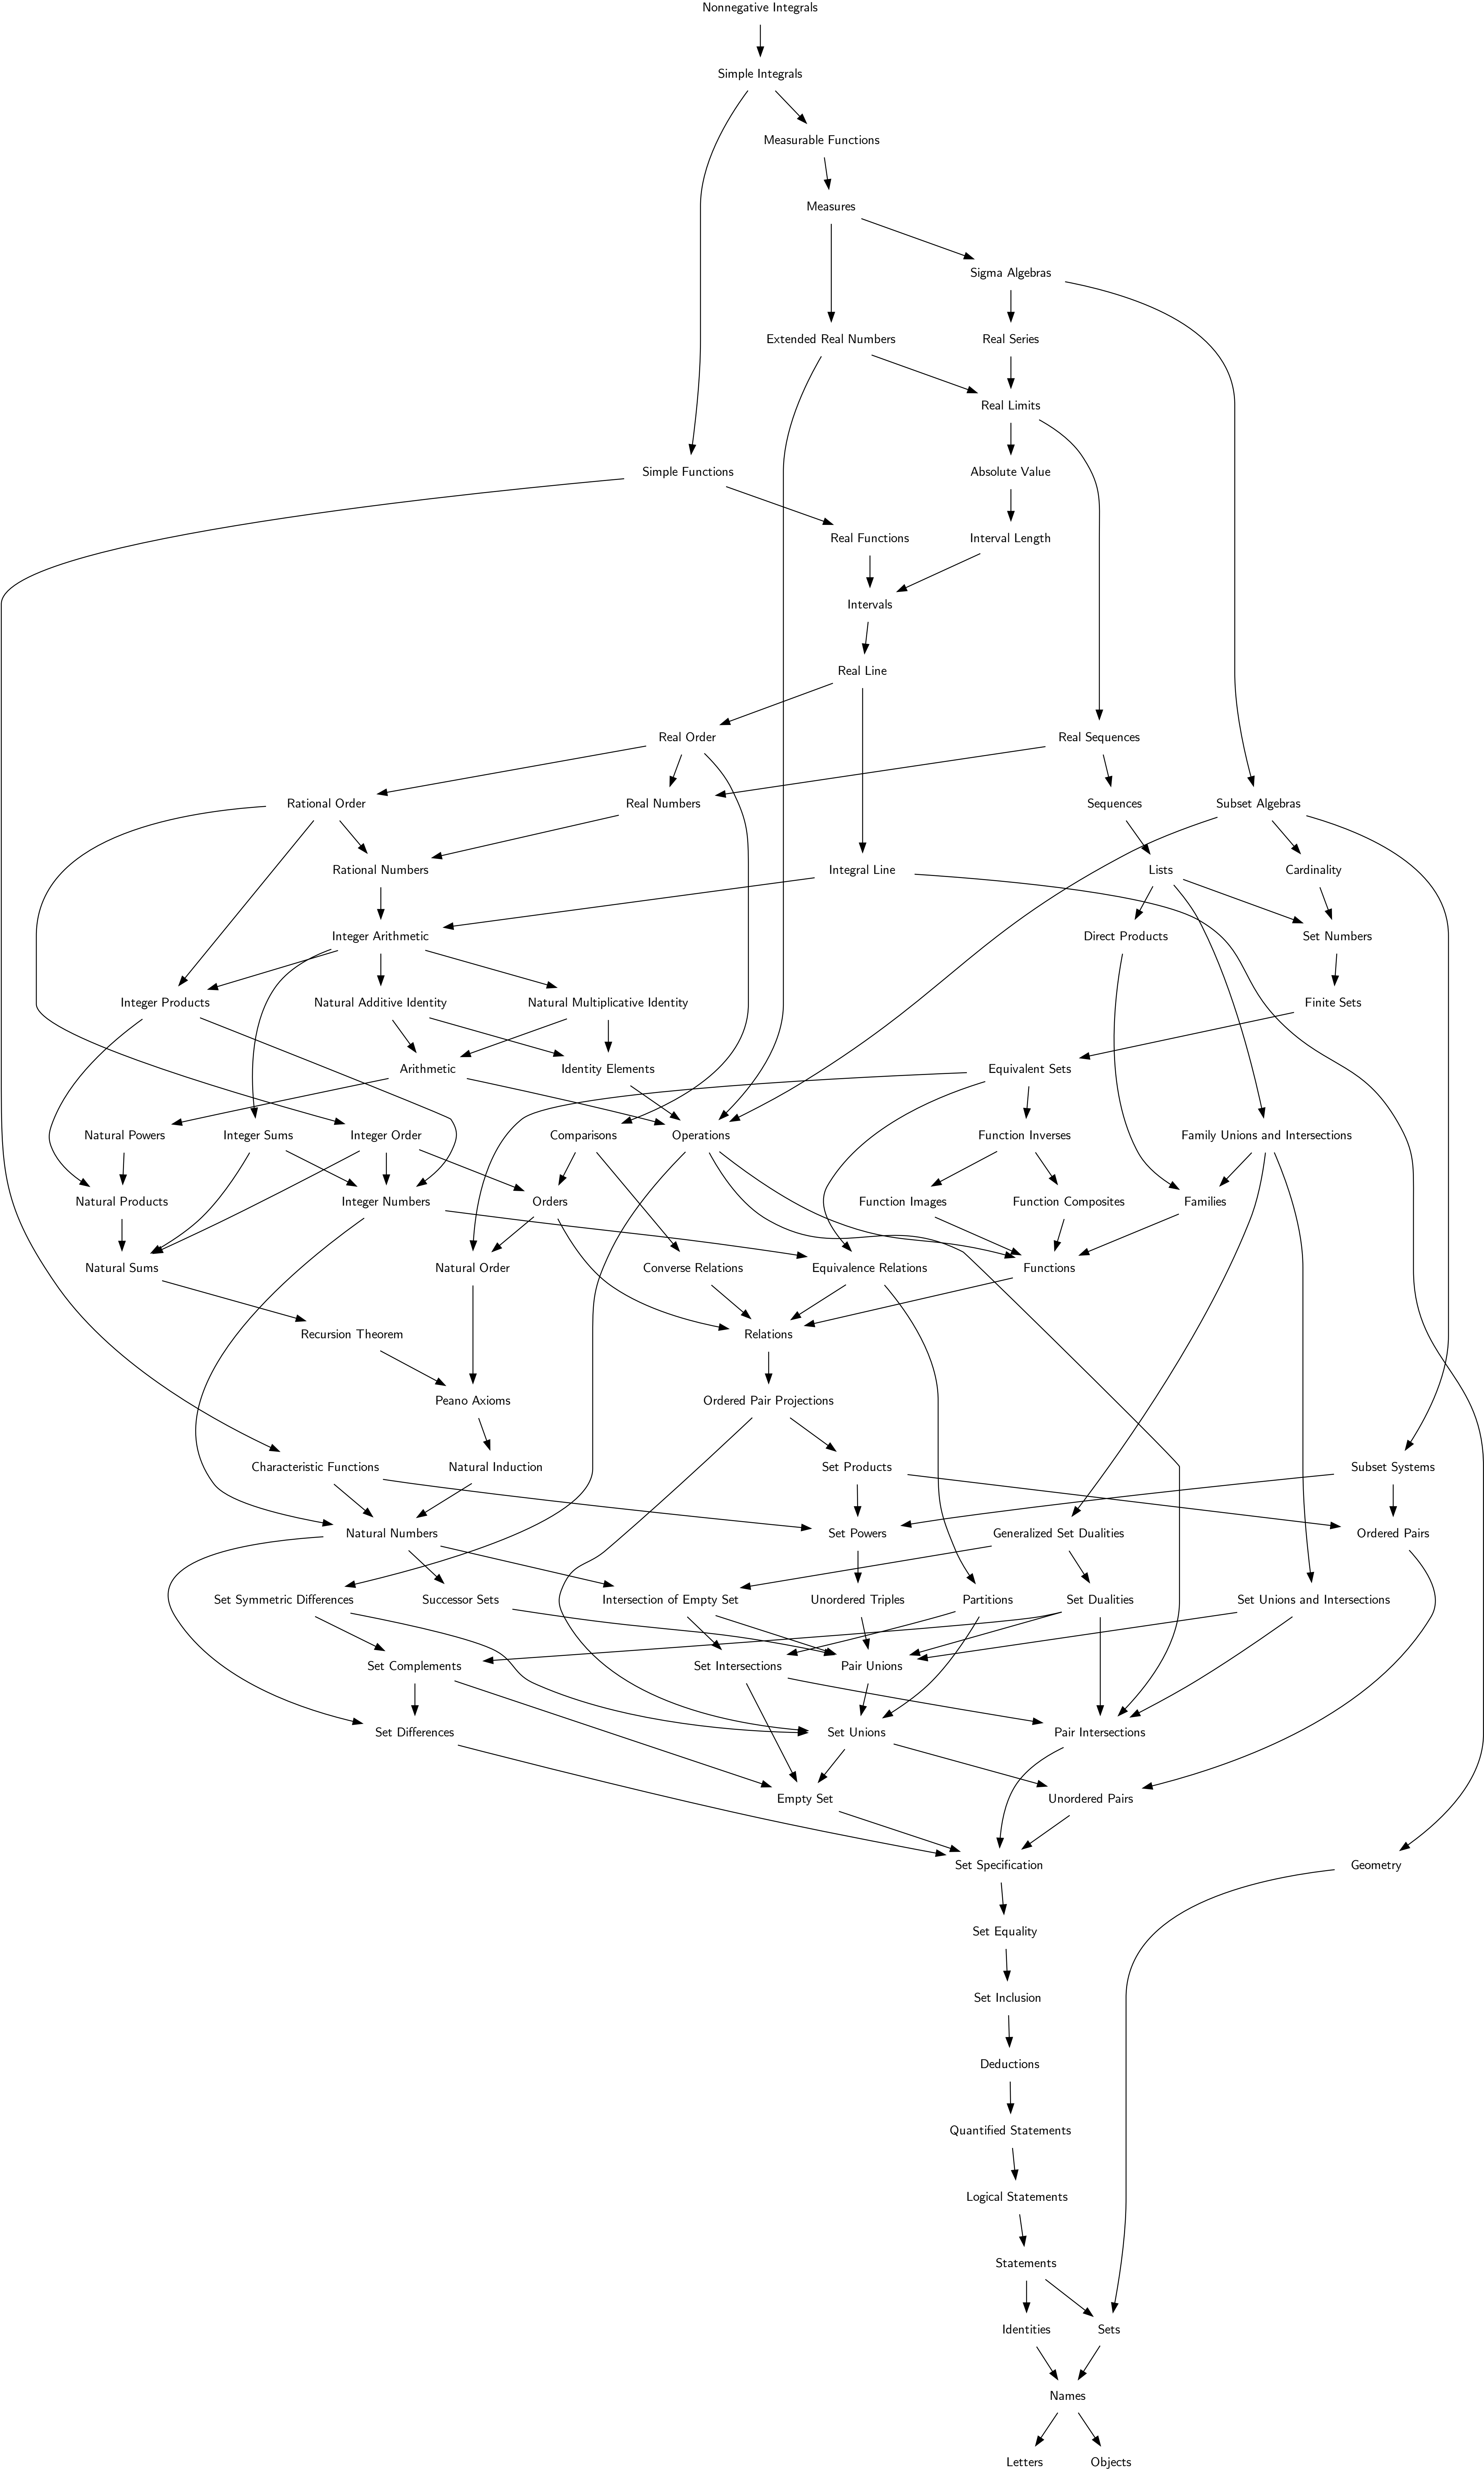 Nonnegative Integrals
Simple Integrals
Measurable Functions
Measures
Sigma Algebras
Extended Real Numbers
Real Series
Real Limits
Simple Functions
Absolute Value
Real Functions
Interval Length
Intervals
Real Line
Real Order
Real Sequences
Rational Order
Real Numbers
Sequences
Subset Algebras
Rational Numbers
Integral Line
Lists
Cardinality
Integer Arithmetic
Direct Products
Set Numbers
Integer Products
Natural Additive Identity
Natural Multiplicative Identity
Finite Sets
Arithmetic
Identity Elements
Equivalent Sets
Natural Powers
Integer Sums
Integer Order
Comparisons
Operations
Function Inverses
Family Unions and Intersections
Natural Products
Integer Numbers
Orders
Function Images
Function Composites
Families
Natural Sums
Natural Order
Converse Relations
Equivalence Relations
Functions
Recursion Theorem
Relations
Peano Axioms
Ordered Pair Projections
Characteristic Functions
Natural Induction
Set Products
Subset Systems
Natural Numbers
Set Powers
Generalized Set Dualities
Ordered Pairs
Set Symmetric Differences
Successor Sets
Intersection of Empty Set
Unordered Triples
Partitions
Set Dualities
Set Unions and Intersections
Set Complements
Set Intersections
Pair Unions
Set Differences
Set Unions
Pair Intersections
Empty Set
Unordered Pairs
Set Specification
Geometry
Set Equality
Set Inclusion
Deductions
Quantified Statements
Logical Statements
Statements
Identities
Sets
Names
Letters
Objects